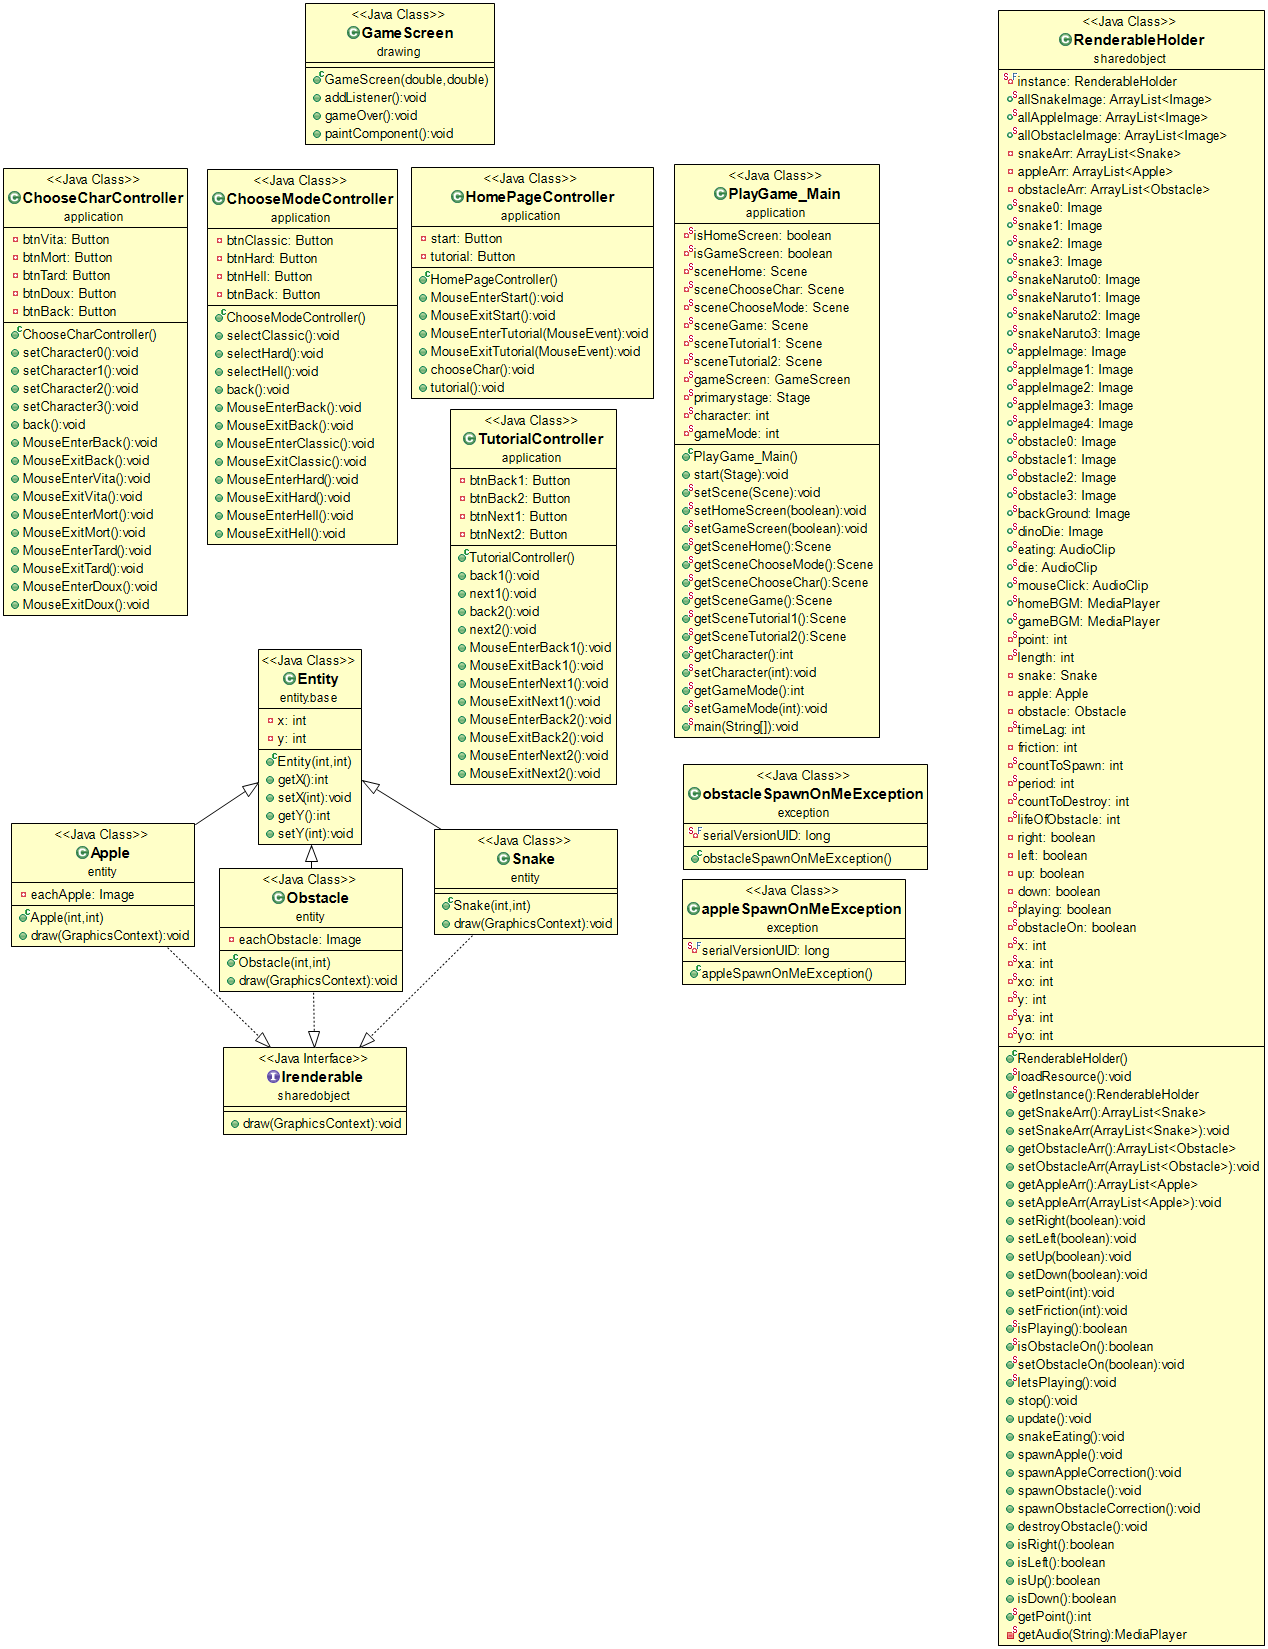 <<Java Class>>
GameScreen
drawing
GameScreen(double,double)
addListener():void
gameOver():void
paintComponent():void
<<Java Class>>
ChooseCharController
application
btnVita: Button
btnMort: Button
btnTard: Button
btnDoux: Button
btnBack: Button
ChooseCharController()
setCharacter0():void
setCharacter1():void
setCharacter2():void
setCharacter3():void
back():void
MouseEnterBack():void
MouseExitBack():void
MouseEnterVita():void
MouseExitVita():void
MouseEnterMort():void
MouseExitMort():void
MouseEnterTard():void
MouseExitTard():void
MouseEnterDoux():void
MouseExitDoux():void
<<Java Class>>
ChooseModeController
application
btnClassic: Button
btnHard: Button
btnHell: Button
btnBack: Button
ChooseModeController()
selectClassic():void
selectHard():void
selectHell():void
back():void
MouseEnterBack():void
MouseExitBack():void
MouseEnterClassic():void
MouseExitClassic():void
MouseEnterHard():void
MouseExitHard():void
MouseEnterHell():void
MouseExitHell():void
<<Java Class>>
HomePageController
application
start: Button
tutorial: Button
HomePageController()
MouseEnterStart():void
MouseExitStart():void
MouseEnterTutorial(MouseEvent):void
MouseExitTutorial(MouseEvent):void
chooseChar():void
tutorial():void
<<Java Class>>
TutorialController
application
btnBack1: Button
btnBack2: Button
btnNext1: Button
btnNext2: Button
TutorialController()
back1():void
next1():void
back2():void
next2():void
MouseEnterBack1():void
MouseExitBack1():void
MouseEnterNext1():void
MouseExitNext1():void
MouseEnterBack2():void
MouseExitBack2():void
MouseEnterNext2():void
MouseExitNext2():void
<<Java Class>>
PlayGame_Main
application
isHomeScreen: boolean
isGameScreen: boolean
sceneHome: Scene
sceneChooseChar: Scene
sceneChooseMode: Scene
sceneGame: Scene
sceneTutorial1: Scene
sceneTutorial2: Scene
gameScreen: GameScreen
primarystage: Stage
character: int
gameMode: int
PlayGame_Main()
start(Stage):void
setScene(Scene):void
setHomeScreen(boolean):void
setGameScreen(boolean):void
getSceneHome():Scene
getSceneChooseMode():Scene
getSceneChooseChar():Scene
getSceneGame():Scene
getSceneTutorial1():Scene
getSceneTutorial2():Scene
getCharacter():int
setCharacter(int):void
getGameMode():int
setGameMode(int):void
main(String[]):void
<<Java Class>>
Entity
entity.base
x: int
y: int
Entity(int,int)
getX():int
setX(int):void
getY():int
setY(int):void
<<Java Class>>
Apple
entity
eachApple: Image
Apple(int,int)
draw(GraphicsContext):void
<<Java Class>>
Obstacle
entity
eachObstacle: Image
Obstacle(int,int)
draw(GraphicsContext):void
<<Java Class>>
Snake
entity
Snake(int,int)
draw(GraphicsContext):void
<<Java Interface>>
Irenderable
sharedobject
draw(GraphicsContext):void
<<Java Class>>
obstacleSpawnOnMeException
exception
serialVersionUID: long
obstacleSpawnOnMeException()
<<Java Class>>
appleSpawnOnMeException
exception
serialVersionUID: long
appleSpawnOnMeException()
<<Java Class>>
RenderableHolder
sharedobject
instance: RenderableHolder
allSnakeImage: ArrayList<Image>
allAppleImage: ArrayList<Image>
allObstacleImage: ArrayList<Image>
snakeArr: ArrayList<Snake>
appleArr: ArrayList<Apple>
obstacleArr: ArrayList<Obstacle>
snake0: Image
snake1: Image
snake2: Image
snake3: Image
snakeNaruto0: Image
snakeNaruto1: Image
snakeNaruto2: Image
snakeNaruto3: Image
appleImage: Image
appleImage1: Image
appleImage2: Image
appleImage3: Image
appleImage4: Image
obstacle0: Image
obstacle1: Image
obstacle2: Image
obstacle3: Image
backGround: Image
dinoDie: Image
eating: AudioClip
die: AudioClip
mouseClick: AudioClip
homeBGM: MediaPlayer
gameBGM: MediaPlayer
point: int
length: int
snake: Snake
apple: Apple
obstacle: Obstacle
timeLag: int
friction: int
countToSpawn: int
period: int
countToDestroy: int
lifeOfObstacle: int
right: boolean
left: boolean
up: boolean
down: boolean
playing: boolean
obstacleOn: boolean
x: int
xa: int
xo: int
y: int
ya: int
yo: int
RenderableHolder()
loadResource():void
getInstance():RenderableHolder
getSnakeArr():ArrayList<Snake>
setSnakeArr(ArrayList<Snake>):void
getObstacleArr():ArrayList<Obstacle>
setObstacleArr(ArrayList<Obstacle>):void
getAppleArr():ArrayList<Apple>
setAppleArr(ArrayList<Apple>):void
setRight(boolean):void
setLeft(boolean):void
setUp(boolean):void
setDown(boolean):void
setPoint(int):void
setFriction(int):void
isPlaying():boolean
isObstacleOn():boolean
setObstacleOn(boolean):void
letsPlaying():void
stop():void
update():void
snakeEating():void
spawnApple():void
spawnAppleCorrection():void
spawnObstacle():void
spawnObstacleCorrection():void
destroyObstacle():void
isRight():boolean
isLeft():boolean
isUp():boolean
isDown():boolean
getPoint():int
getAudio(String):MediaPlayer